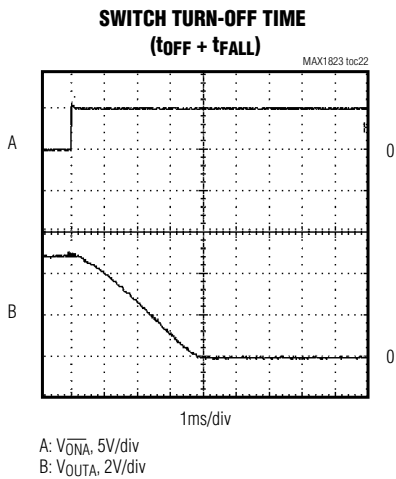 SWITCH TURN-OFF TIME
(tOFF + tFALL)
MAX1823 toc22
A
0
B
0
1ms/div
A: VONA, 5V/div
B: VOUTA, 2V/div